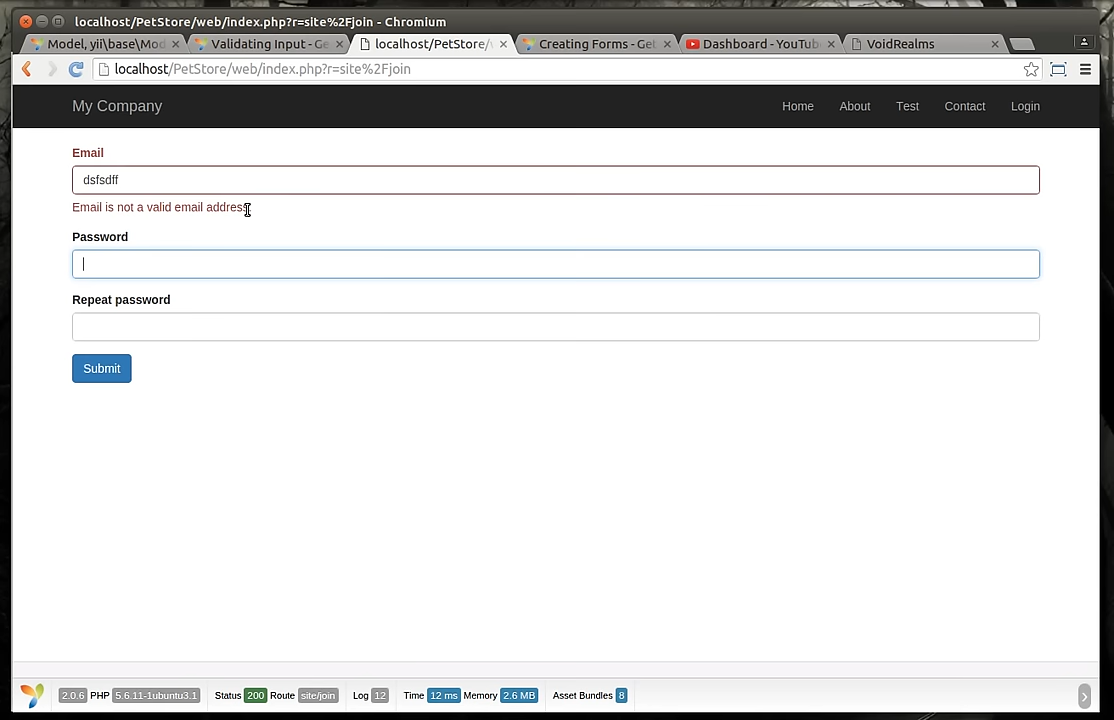 localhost/PetStore/web/index.php?r=site%2Fjoin - Chromium
Model, yii\base\Mod Validating Input - Ge localhost/PetStore/ Creating Forms - Get Dashboard - YouTub VoidRealms
localhost/PetStore/web/index.php?r=site%2Fjoin
My Company Home About Test Contact Login
Email
dsfsdff
Email is not a valid email address
Password
Repeat password
Submit
2.0.6 PHP 5.6.11-1ubuntu3.1 Status 200 Route site/join Log 12 Time 12 ms Memory 2.6 MB Asset Bundles 8